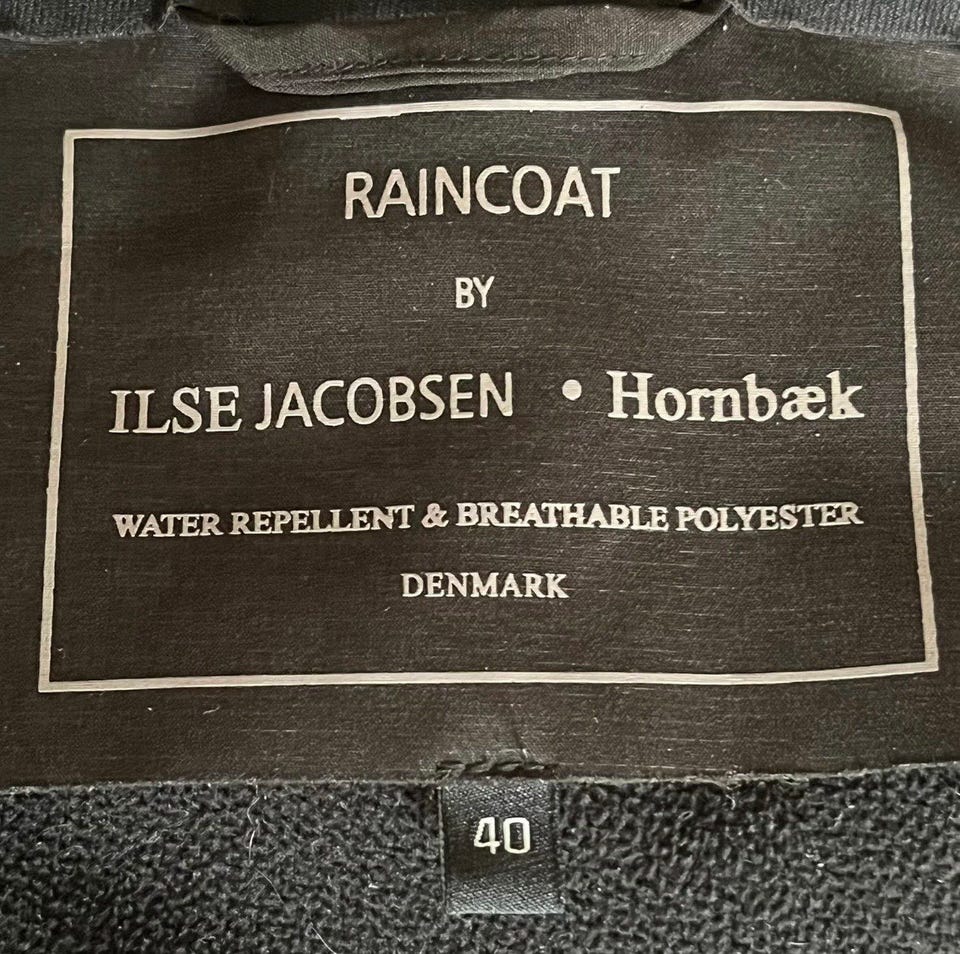 RAINCOAT
BY
ILSE JACOBSEN • Hornbæk
WATER REPELLENT & BREATHABLE POLYESTER
DENMARK
40